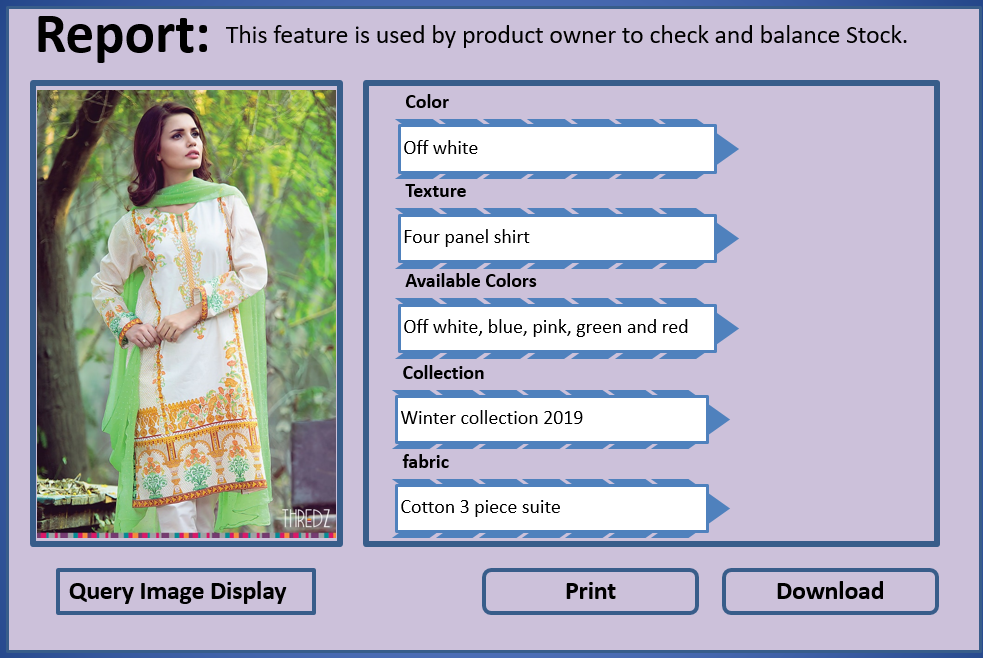 Report: This feature is used by product owner to check and balance Stock.
Color
Off white
Texture
Four panel shirt
Available Colors
Off white, blue, pink, green and red
Collection
Winter collection 2019
fabric
Cotton 3 piece suite
THREDZ
Query Image Display
Print
Download